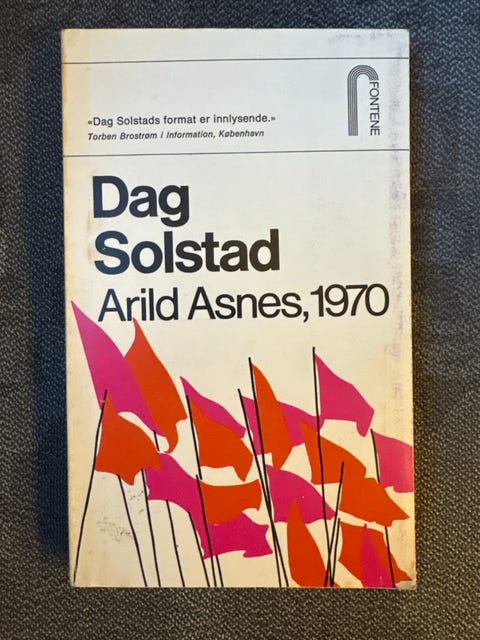 FONTENE
«Dag Solstads format er innlysende.»
Torben Brostrøm i Information, København
Dag
Solstad
Arild Asnes, 1970